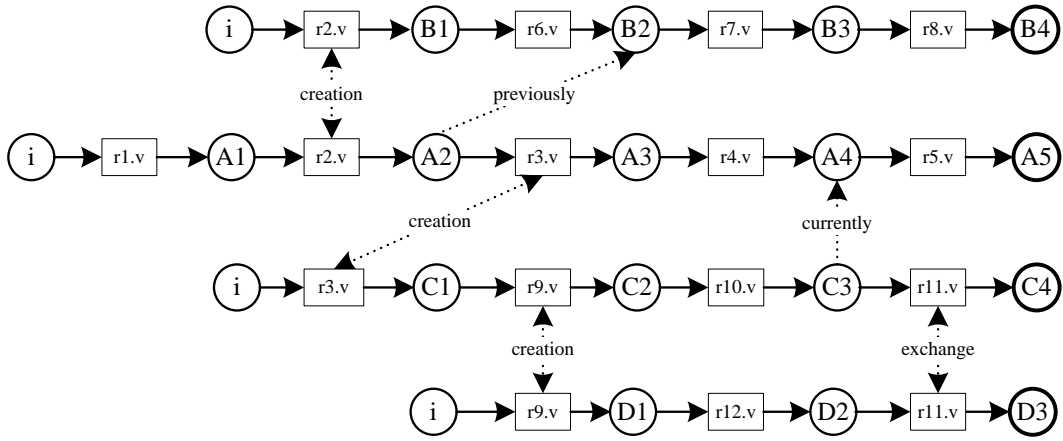 i r2.v B1 r6.v B2 r7.v B3 r8.v B4
creation previously
i r1.v A1 r2.v A2 r3.v A3 r4.v A4 r5.v A5
creation currently
i r3.v C1 r9.v C2 r10.v C3 r11.v C4
creation exchange
i r9.v D1 r12.v D2 r11.v D3